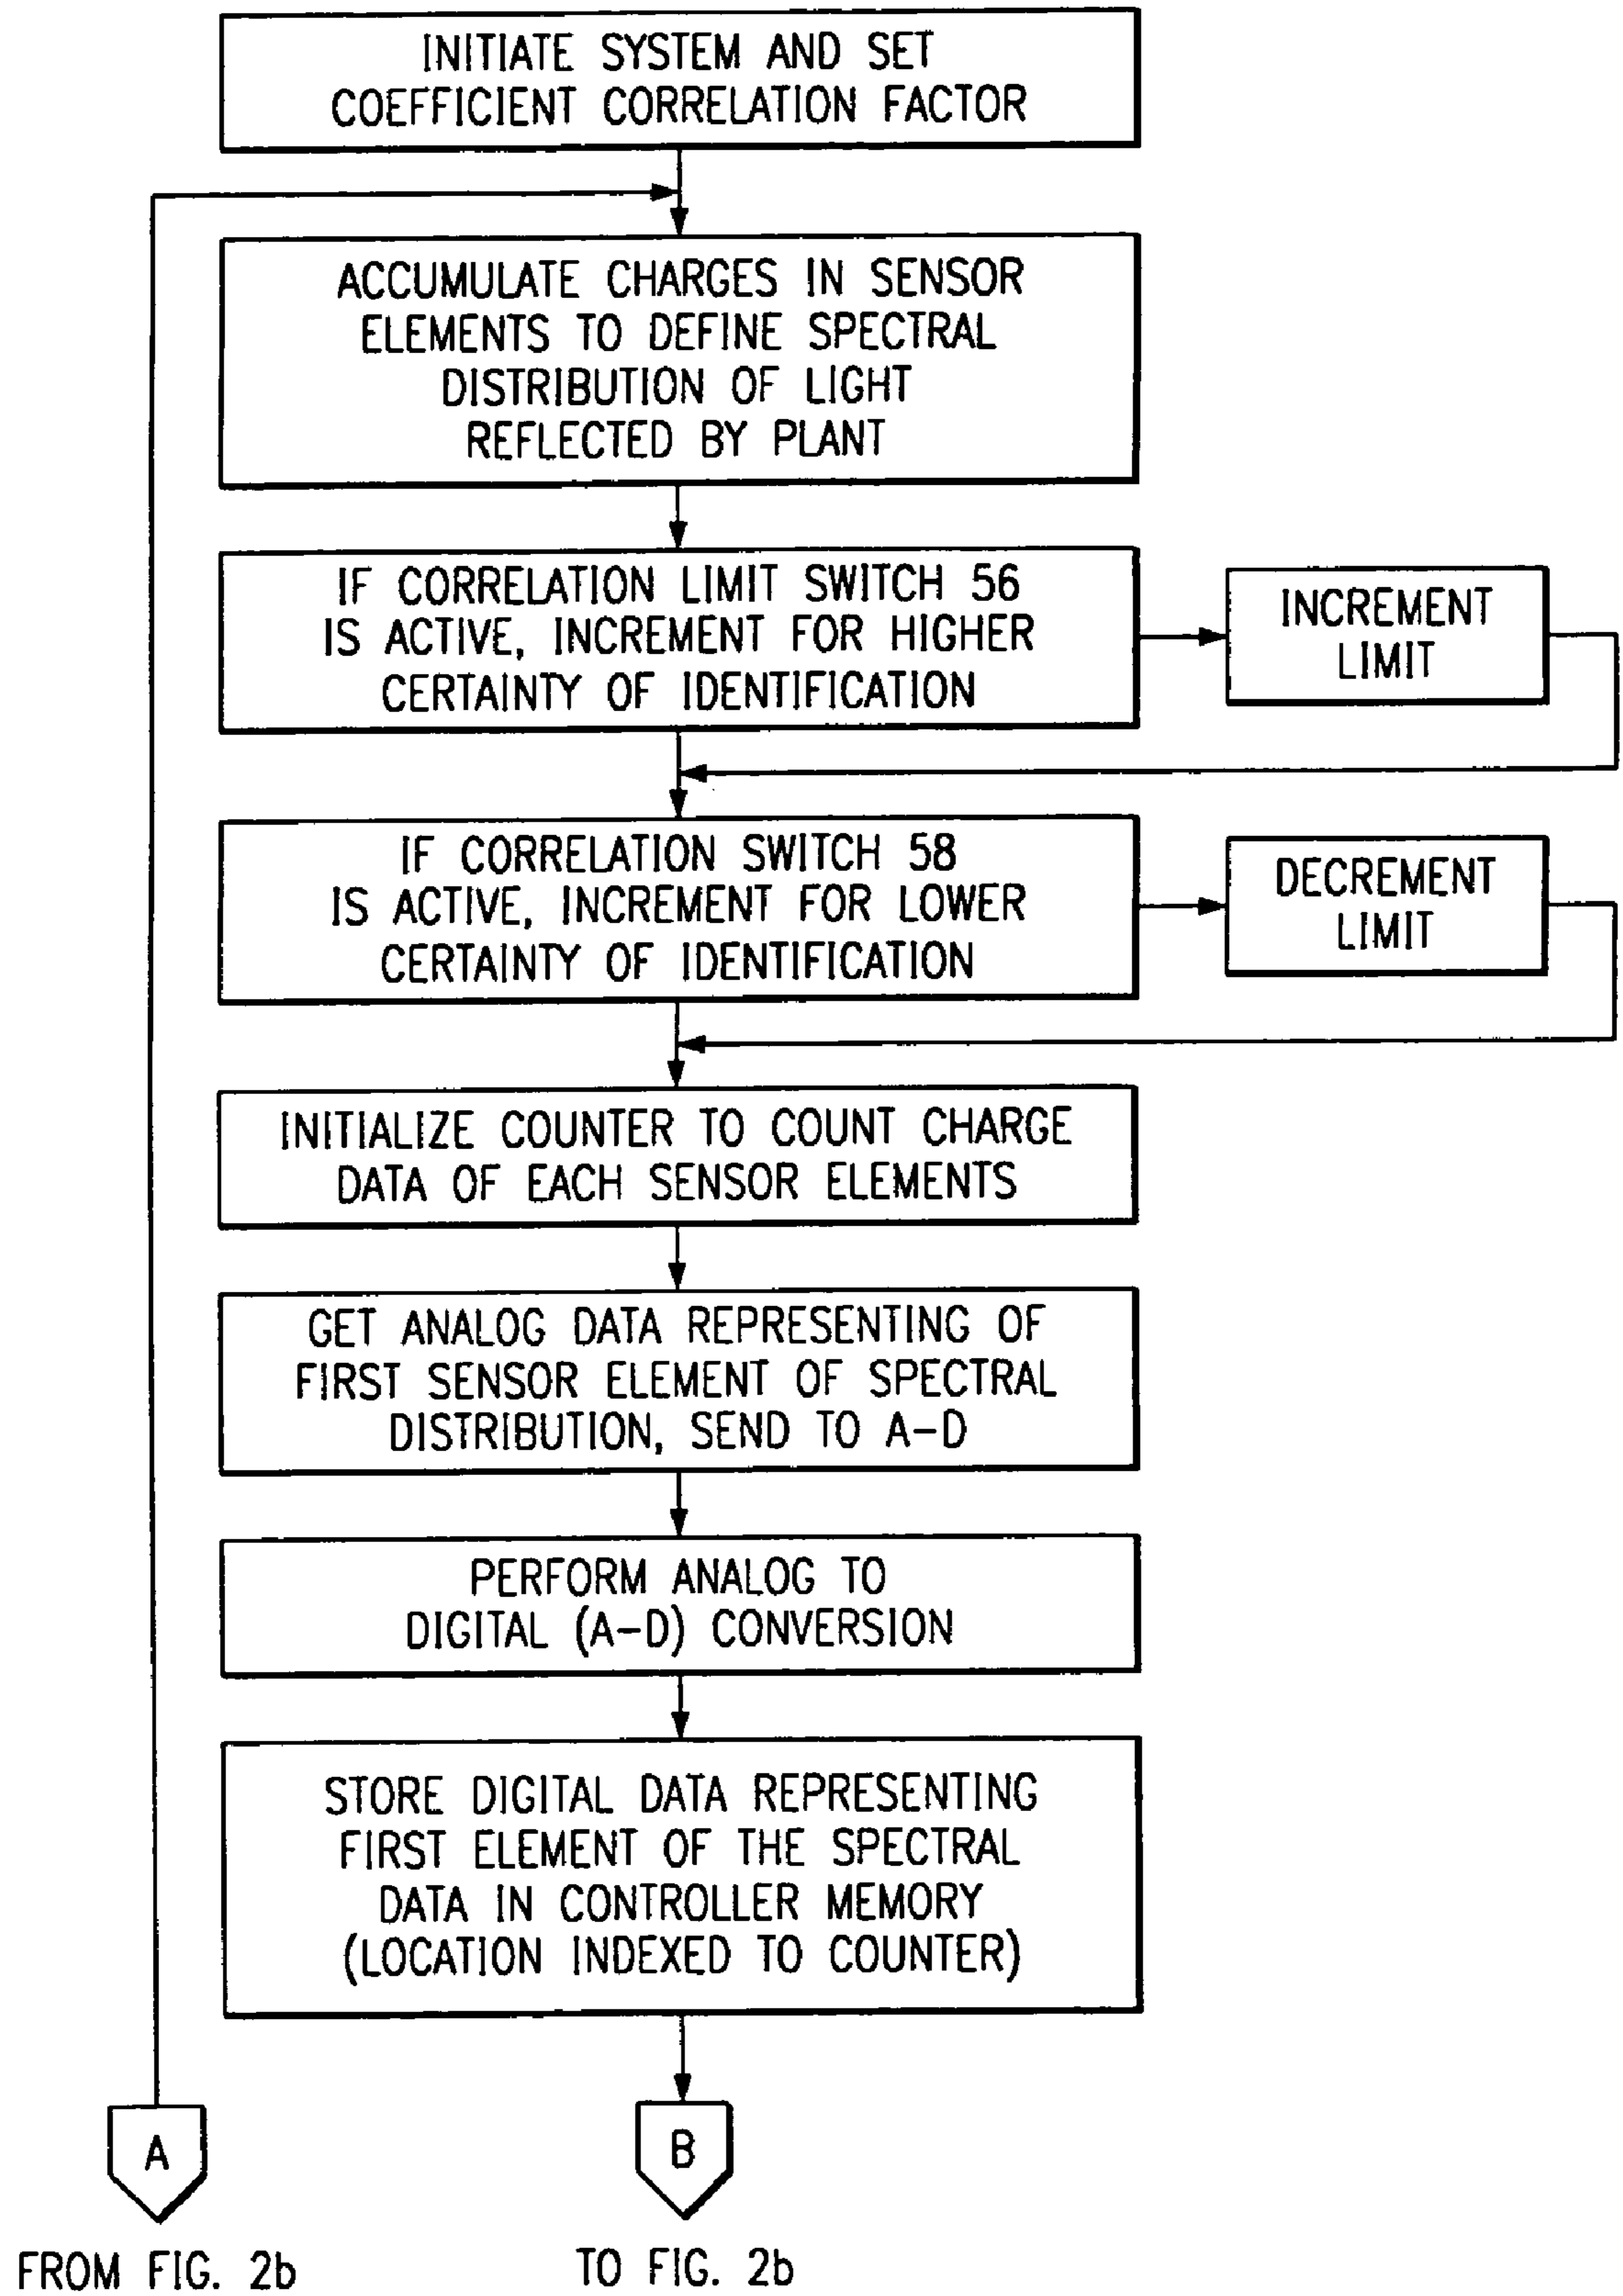 INITIATE SYSTEM AND SET
COEFFICIENT CORRELATION FACTOR
ACCUMULATE CHARGES IN SENSOR
ELEMENTS TO DEFINE SPECTRAL
DISTRIBUTION OF LIGHT
REFLECTED BY PLANT
IF CORRELATION LIMIT SWITCH 56
IS ACTIVE, INCREMENT FOR HIGHER
CERTAINTY OF IDENTIFICATION
INCREMENT
LIMIT
IF CORRELATION SWITCH 58
IS ACTIVE, INCREMENT FOR LOWER
CERTAINTY OF IDENTIFICATION
DECREMENT
LIMIT
INITIALIZE COUNTER TO COUNT CHARGE
DATA OF EACH SENSOR ELEMENTS
GET ANALOG DATA REPRESENTING OF
FIRST SENSOR ELEMENT OF SPECTRAL
DISTRIBUTION, SEND TO A-D
PERFORM ANALOG TO
DIGITAL (A-D) CONVERSION
STORE DIGITAL DATA REPRESENTING
FIRST ELEMENT OF THE SPECTRAL
DATA IN CONTROLLER MEMORY
(LOCATION INDEXED TO COUNTER)
A
B
FROM FIG. 2b
TO FIG. 2b